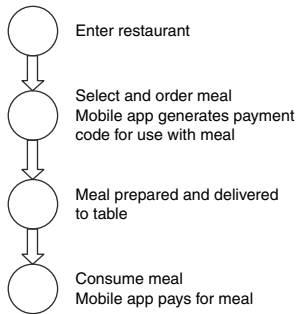 Enter restaurant
Select and order meal
Mobile app generates payment
code for use with meal
Meal prepared and delivered
to table
Consume meal
Mobile app pays for meal